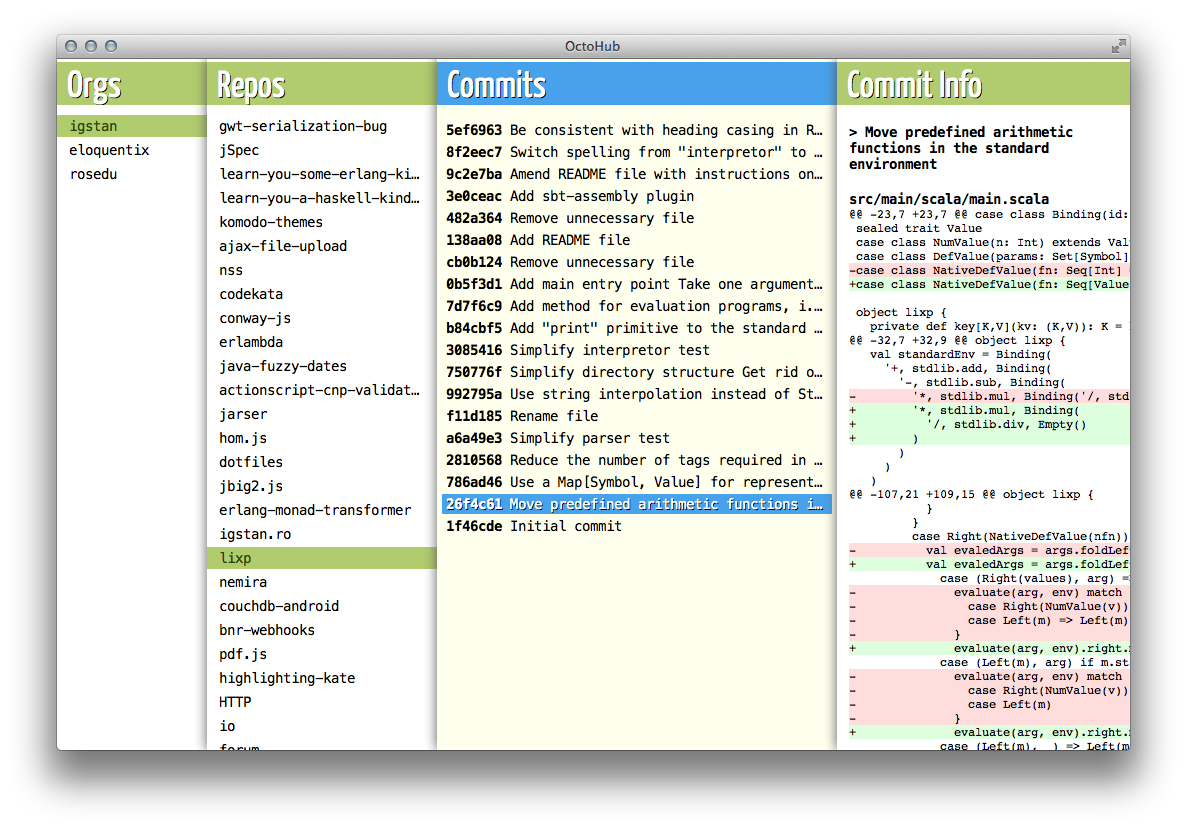 OctoHub
Orgs
igstan
eloquentix
rosedu
Repos
gwt-serialization-bug
jSpec
learn-you-some-erlang-ki…
learn-you-a-haskell-kind…
komodo-themes
ajax-file-upload
nss
codekata
conway-js
erlambda
java-fuzzy-dates
actionscript-cnp-validat…
jarser
hom.js
dotfiles
jbig2.js
erlang-monad-transformer
igstan.ro
lixp
nemira
couchdb-android
bnr-webhooks
pdf.js
highlighting-kate
HTTP
io
forum
Commits
5ef6963 Be consistent with heading casing in R…
8f2eec7 Switch spelling from "interpretor" to …
9c2e7ba Amend README file with instructions on…
3e0ceac Add sbt-assembly plugin
482a364 Remove unnecessary file
138aa08 Add README file
cb0b124 Remove unnecessary file
0b5f3d1 Add main entry point Take one argument…
7d7f6c9 Add method for evaluation programs, i.…
b84cbf5 Add "print" primitive to the standard …
3085416 Simplify interpretor test
750776f Simplify directory structure Get rid o…
992795a Use string interpolation instead of St…
f11d185 Rename file
a6a49e3 Simplify parser test
2810568 Reduce the number of tags required in …
786ad46 Use a Map[Symbol, Value] for represent…
26f4c61 Move predefined arithmetic functions i…
1f46cde Initial commit
Commit Info
> Move predefined arithmetic
functions in the standard
environment
src/main/scala/main.scala
@@ -23,7 +23,7 @@ case class Binding(id:
sealed trait Value
case class NumValue(n: Int) extends Val
case class DefValue(params: Set[Symbol]
-case class NativeDefValue(fn: Seq[Int]
+case class NativeDefValue(fn: Seq[Value
object lixp {
private def key[K,V](kv: (K,V)): K =
@@ -32,7 +32,9 @@ object lixp {
val standardEnv = Binding(
'+, stdlib.add, Binding(
'-, stdlib.sub, Binding(
- '*, stdlib.mul, Binding('/, std
+ '*, stdlib.mul, Binding(
+ '/, stdlib.div, Empty()
+ )
)
)
)
@@ -107,21 +109,15 @@ object lixp {
}
}
case Right(NativeDefValue(nfn))
- val evaledArgs = args.foldLef
+ val evaledArgs = args.foldLef
case (Right(values), arg) =
- evaluate(arg, env) match
- case Right(NumValue(v))
- case Left(m) => Left(m)
- }
+ evaluate(arg, env).right.
case (Left(m), arg) if m.st
- evaluate(arg, env) match
- case Right(NumValue(v))
- case Left(m)
- }
+ evaluate(arg, env).right.
case (Left(m), _) => Left(m